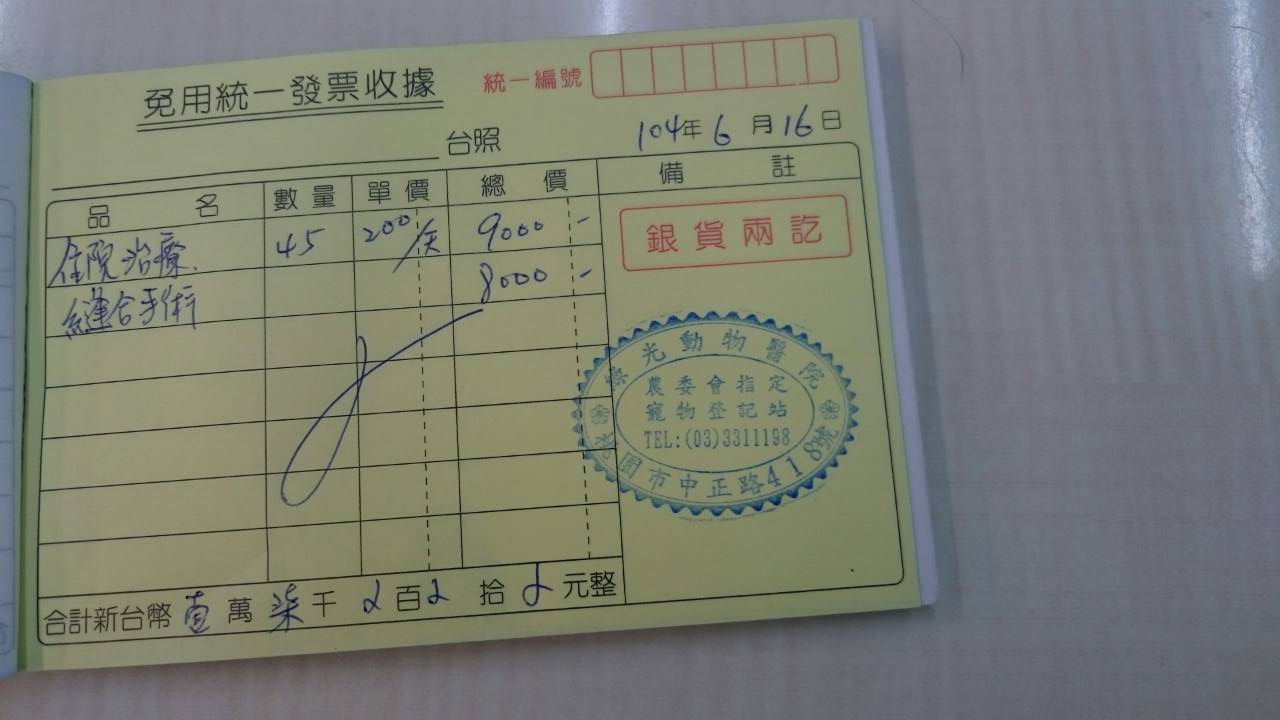 免用統一發票收據
統一編號
台照
104年6月16日
品名 數量 單價 總價 備註
住院治療 45 200/天 9000-
縫合手術 8000-
銀貨兩訖
榮光動物醫院
農委會指定
寵物登記站
TEL:(03)3311198
桃園市中正路418號
合計新台幣壹萬柒千 百 拾 元整